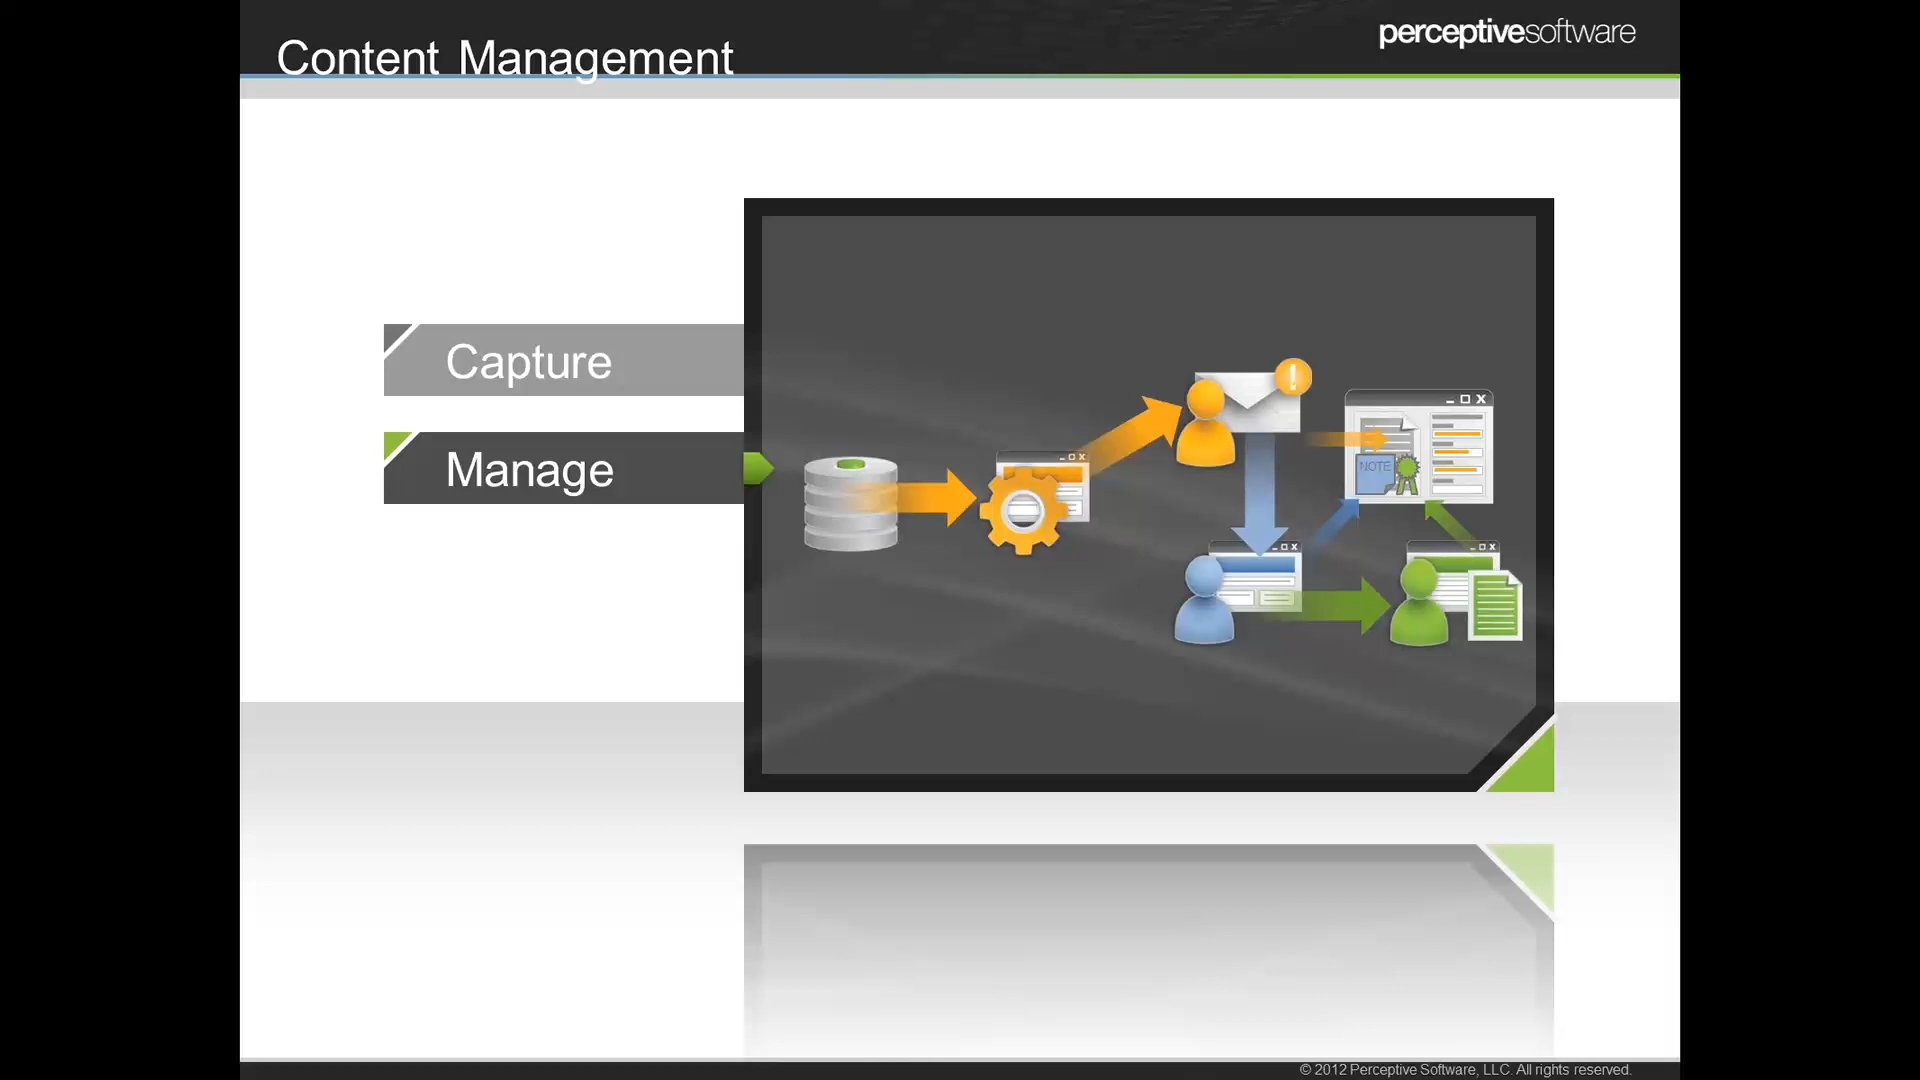 Content Management
perceptivesoftware
Capture
Manage
NOTE
© 2012 Perceptive Software, LLC. All rights reserved.